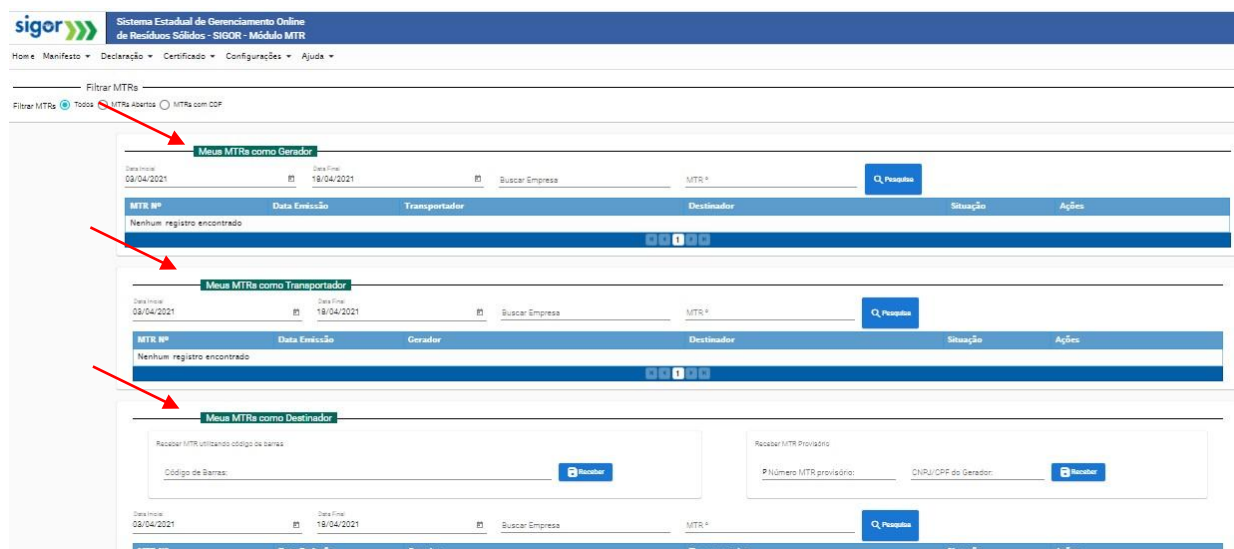 sigor Sistema Estadual de Gerenciamento Online
de Resíduos Sólidos - SIGOR - Módulo MTR
Home Manifesto Declaração Certificado Configurações Ajuda
Filtrar MTRs
Filtrar MTRs Todos MTRs Abertos MTRs com CDF
Meus MTRs como Gerador
Data Inicial Data Final
03/04/2021 18/04/2021 Buscar Empresa MTR Pesquisa
MTR Nº Data Emissão Transportador Destinador Situação Ações
Nenhum registro encontrado
1
Meus MTRs como Transportador
Data Inicial Data Final
03/04/2021 18/04/2021 Buscar Empresa MTR Pesquisa
MTR Nº Data Emissão Gerador Destinador Situação Ações
Nenhum registro encontrado
1
Meus MTRs como Destinador
Receber MTR utilizando código de barras Receber MTR Provisório
Código de Barras: Receber Número MTR provisório: CNPJ/CPF do Gerador: Receber
Data Inicial Data Final
03/04/2021 18/04/2021 Buscar Empresa MTR Pesquisa